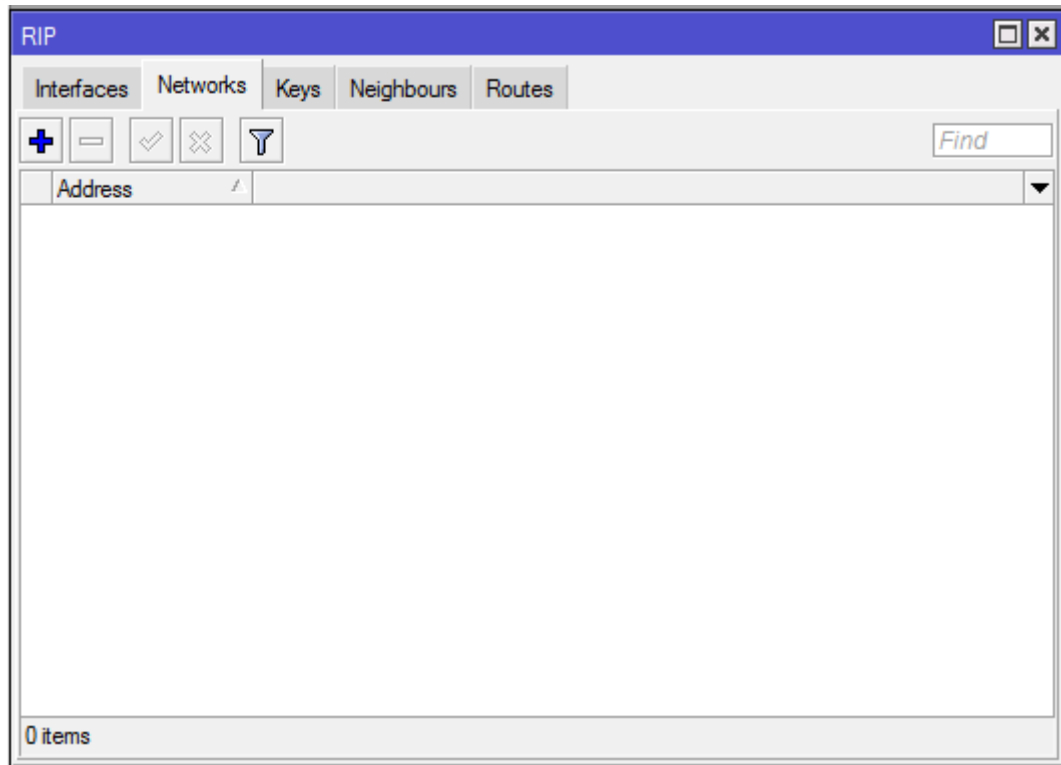 RIP
Interfaces Networks Keys Neighbours Routes
Find
Address
0 items